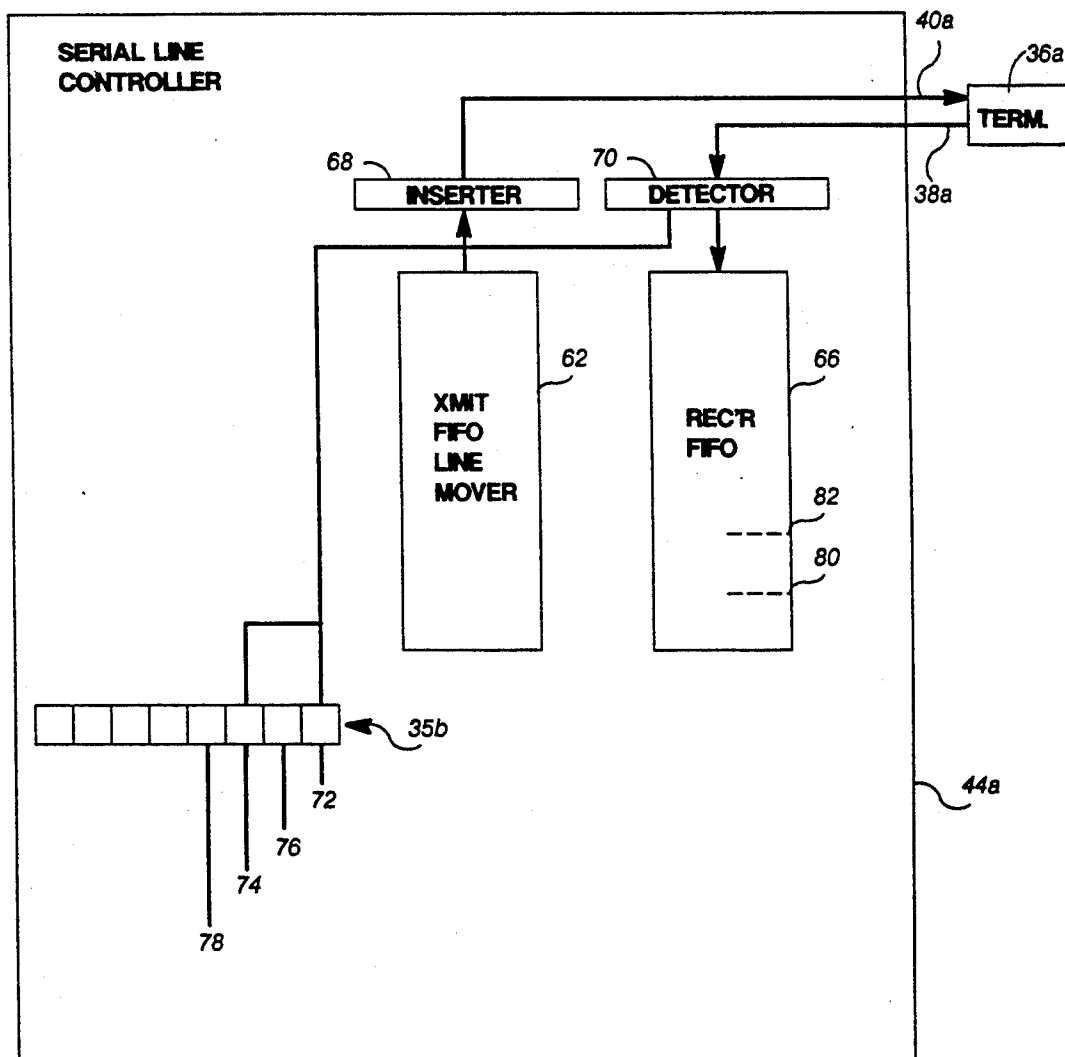 SERIAL LINE
CONTROLLER
40a
36a
TERM.
38a
68
INSERTER
70
DETECTOR
62
XMIT
FIFO
LINE
MOVER
66
REC'R
FIFO
82
80
35b
72
76
74
78
44a